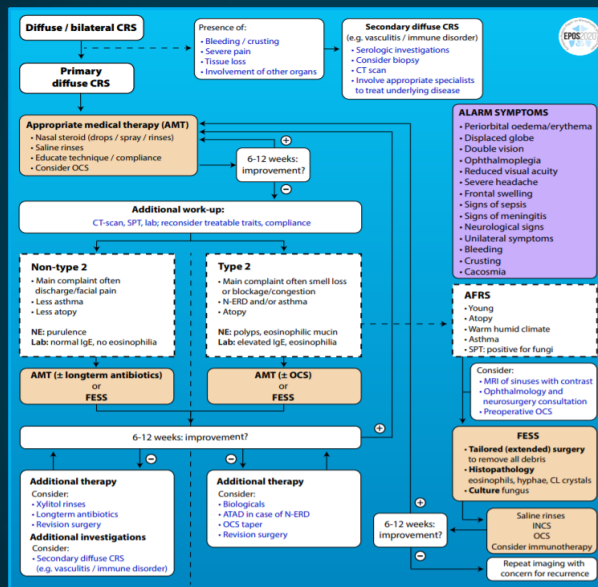 Diffuse / bilateral CRS
Presence of:
• Bleeding / crusting
• Severe pain
• Tissue loss
• Involvement of other organs
Secondary diffuse CRS
(e.g. vasculitis / immune disorder)
• Serologic investigations
• Consider biopsy
• CT scan
• Involve appropriate specialists
to treat underlying disease
EPOS2020
Primary
diffuse CRS
Appropriate medical therapy (AMT)
• Nasal steroid (drops / spray / rinses)
• Saline rinses
• Educate technique / compliance
• Consider OCS
+
6-12 weeks:
improvement?
−
ALARM SYMPTOMS
• Periorbital oedema/erythema
• Displaced globe
• Double vision
• Ophthalmoplegia
• Reduced visual acuity
• Severe headache
• Frontal swelling
• Signs of sepsis
• Signs of meningitis
• Neurological signs
• Unilateral symptoms
• Bleeding
• Crusting
• Cacosmia
Additional work-up:
CT-scan, SPT, lab; reconsider treatable traits, compliance
Non-type 2
• Main complaint often
discharge/facial pain
• Less asthma
• Less atopy
NE: purulence
Lab: normal IgE, no eosinophilia
Type 2
• Main complaint often smell loss
or blockage/congestion
• N-ERD and/or asthma
• Atopy
NE: polyps, eosinophilic mucin
Lab: elevated IgE, eosinophilia
AFRS
• Young
• Atopy
• Warm humid climate
• Asthma
• SPT: positive for fungi
AMT (± longterm antibiotics)
or
FESS
AMT (± OCS)
or
FESS
Consider:
• MRI of sinuses with contrast
• Ophthalmology and
neurosurgery consultation
• Preoperative OCS
6-12 weeks: improvement?
+
−
−
FESS
• Tailored (extended) surgery
to remove all debris
• Histopathology
eosinophils, hyphae, CL crystals
• Culture fungus
Additional therapy
Consider:
• Xylitol rinses
• Longterm antibiotics
• Revision surgery
Additional investigations
Consider:
• Secondary diffuse CRS
(e.g. vasculitis / immune disorder)
Additional therapy
Consider:
• Biologicals
• ATAD in case of N-ERD
• OCS taper
• Revision surgery
+
6-12 weeks:
improvement?
−
Saline rinses
INCS
OCS
Consider immunotherapy
Repeat imaging with
concern for recurrence